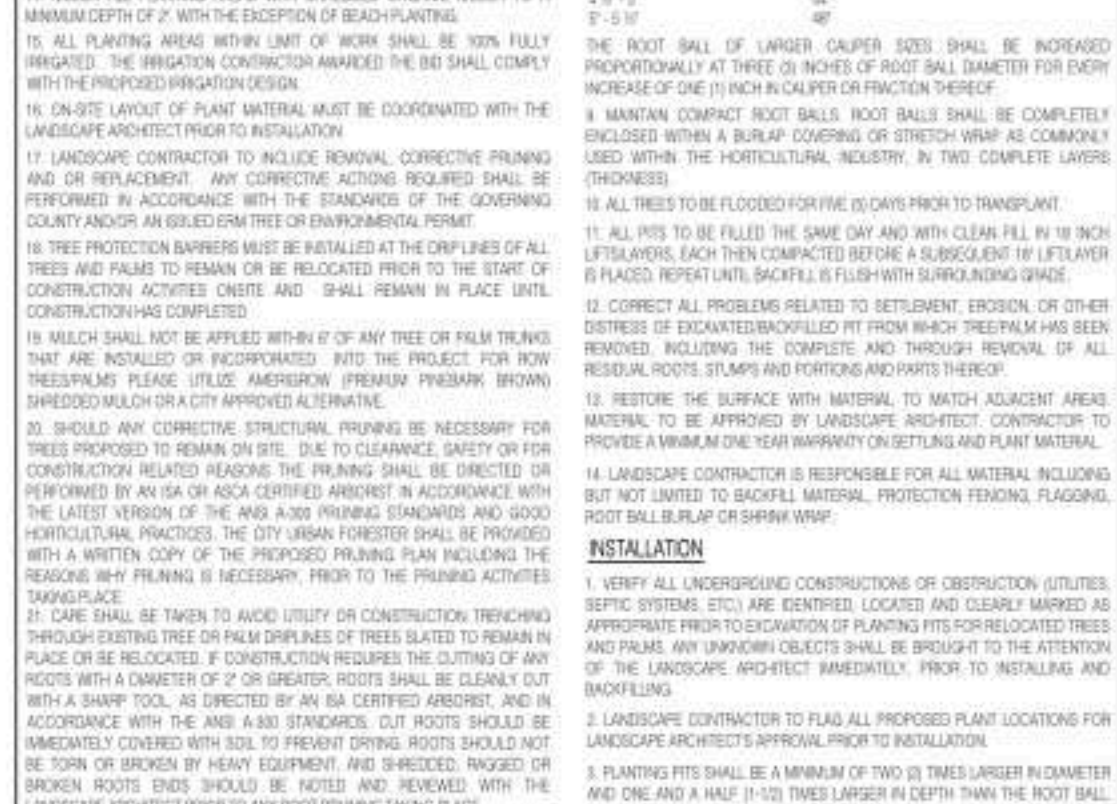 MINIMUM DEPTH OF 2". WITH THE EXCEPTION OF BEACH PLANTING.
15. ALL PLANTING AREAS WITHIN LIMIT OF WORK SHALL BE 100% FULLY
IRRIGATED. THE IRRIGATION CONTRACTOR AWARDED THE BID SHALL COMPLY
WITH THE PROPOSED IRRIGATION DESIGN.
16. ON-SITE LAYOUT OF PLANT MATERIAL MUST BE COORDINATED WITH THE
LANDSCAPE ARCHITECT PRIOR TO INSTALLATION.
17. LANDSCAPE CONTRACTOR TO INCLUDE REMOVAL, CORRECTIVE PRUNING
AND OR REPLACEMENT. ANY CORRECTIVE ACTIONS REQUIRED SHALL BE
PERFORMED IN ACCORDANCE WITH THE STANDARDS OF THE GOVERNING
COUNTY AND/OR AN ISSUED ERM TREE OR ENVIRONMENTAL PERMIT.
18. TREE PROTECTION BARRIERS MUST BE INSTALLED AT THE DRIP LINES OF ALL
TREES AND PALMS TO REMAIN OR BE RELOCATED PRIOR TO THE START OF
CONSTRUCTION ACTIVITIES ONSITE AND SHALL REMAIN IN PLACE UNTIL
CONSTRUCTION HAS COMPLETED.
19. MULCH SHALL NOT BE APPLIED WITHIN 6" OF ANY TREE OR PALM TRUNKS
THAT ARE INSTALLED OR INCORPORATED INTO THE PROJECT. FOR ROW
TREES/PALMS PLEASE UTILIZE AMERIGROW (PREMIUM PINEBARK BROWN)
SHREDDED MULCH OR A CITY APPROVED ALTERNATIVE.
20. SHOULD ANY CORRECTIVE STRUCTURAL PRUNING BE NECESSARY FOR
TREES PROPOSED TO REMAIN ON SITE, DUE TO CLEARANCE, SAFETY OR FOR
CONSTRUCTION RELATED REASONS THE PRUNING SHALL BE DIRECTED OR
PERFORMED BY AN ISA OR ASCA CERTIFIED ARBORIST IN ACCORDANCE WITH
THE LATEST VERSION OF THE ANSI A-300 PRUNING STANDARDS AND GOOD
HORTICULTURAL PRACTICES. THE CITY URBAN FORESTER SHALL BE PROVIDED
WITH A WRITTEN COPY OF THE PROPOSED PRUNING PLAN INCLUDING THE
REASONS WHY PRUNING IS NECESSARY, PRIOR TO THE PRUNING ACTIVITIES
TAKING PLACE
21. CARE SHALL BE TAKEN TO AVOID UTILITY OR CONSTRUCTION TRENCHING
THROUGH EXISTING TREE OR PALM DRIPLINES OF TREES SLATED TO REMAIN IN
PLACE OR BE RELOCATED. IF CONSTRUCTION REQUIRES THE CUTTING OF ANY
ROOTS WITH A DIAMETER OF 2" OR GREATER, ROOTS SHALL BE CLEANLY CUT
WITH A SHARP TOOL, AS DIRECTED BY AN ISA CERTIFIED ARBORIST, AND IN
ACCORDANCE WITH THE ANSI A-300 STANDARDS. CUT ROOTS SHOULD BE
IMMEDIATELY COVERED WITH SOIL TO PREVENT DRYING. ROOTS SHOULD NOT
BE TORN OR BROKEN BY HEAVY EQUIPMENT, AND SHREDDED, RAGGED OR
BROKEN ROOTS ENDS SHOULD BE NOTED AND REVIEWED WITH THE
LANDSCAPE ARCHITECT PRIOR TO ANY ROOT PRUNING TAKING PLACE.
5" - 5 ½" 48"
THE ROOT BALL OF LARGER CALIPER SIZES SHALL BE INCREASED
PROPORTIONALLY AT THREE (3) INCHES OF ROOT BALL DIAMETER FOR EVERY
INCREASE OF ONE (1) INCH IN CALIPER OR FRACTION THEREOF.
9. MAINTAIN COMPACT ROOT BALLS. ROOT BALLS SHALL BE COMPLETELY
ENCLOSED WITHIN A BURLAP COVERING OR STRETCH WRAP AS COMMONLY
USED WITHIN THE HORTICULTURAL INDUSTRY, IN TWO COMPLETE LAYERS
(THICKNESS).
10. ALL TREES TO BE FLOODED FOR FIVE (5) DAYS PRIOR TO TRANSPLANT.
11. ALL PITS TO BE FILLED THE SAME DAY AND WITH CLEAN FILL IN 18 INCH
LIFTS/LAYERS, EACH THEN COMPACTED BEFORE A SUBSEQUENT 18" LIFT/LAYER
IS PLACED. REPEAT UNTIL BACKFILL IS FLUSH WITH SURROUNDING GRADE.
12. CORRECT ALL PROBLEMS RELATED TO SETTLEMENT, EROSION, OR OTHER
DISTRESS OF EXCAVATED/BACKFILLED PIT FROM WHICH TREE/PALM HAS BEEN
REMOVED, INCLUDING THE COMPLETE AND THROUGH REMOVAL OF ALL
RESIDUAL ROOTS, STUMPS AND PORTIONS AND PARTS THEREOF.
13. RESTORE THE SURFACE WITH MATERIAL TO MATCH ADJACENT AREAS.
MATERIAL TO BE APPROVED BY LANDSCAPE ARCHITECT. CONTRACTOR TO
PROVIDE A MINIMUM ONE YEAR WARRANTY ON SETTLING AND PLANT MATERIAL.
14. LANDSCAPE CONTRACTOR IS RESPONSIBLE FOR ALL MATERIAL INCLUDING
BUT NOT LIMITED TO BACKFILL MATERIAL, PROTECTION FENCING, FLAGGING,
ROOT BALL BURLAP OR SHRINK WRAP.
INSTALLATION
1. VERIFY ALL UNDERGROUND CONSTRUCTIONS OR OBSTRUCTION (UTILITIES,
SEPTIC SYSTEMS, ETC.) ARE IDENTIFIED, LOCATED AND CLEARLY MARKED AS
APPROPRIATE PRIOR TO EXCAVATION OF PLANTING PITS FOR RELOCATED TREES
AND PALMS. ANY UNKNOWN OBJECTS SHALL BE BROUGHT TO THE ATTENTION
OF THE LANDSCAPE ARCHITECT IMMEDIATELY, PRIOR TO INSTALLING AND
BACKFILLING.
2. LANDSCAPE CONTRACTOR TO FLAG ALL PROPOSED PLANT LOCATIONS FOR
LANDSCAPE ARCHITECT'S APPROVAL PRIOR TO INSTALLATION.
3. PLANTING PITS SHALL BE A MINIMUM OF TWO (2) TIMES LARGER IN DIAMETER
AND ONE AND A HALF (1-1/2) TIMES LARGER IN DEPTH THAN THE ROOT BALL.